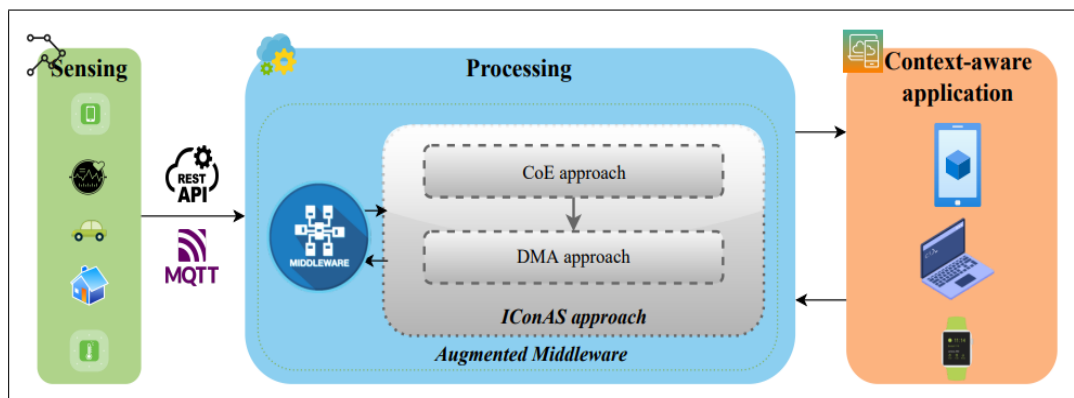 Sensing
REST
API
MQTT
Processing
MIDDLEWARE
CoE approach
DMA approach
IConAS approach
Augmented Middleware
Context-aware
application